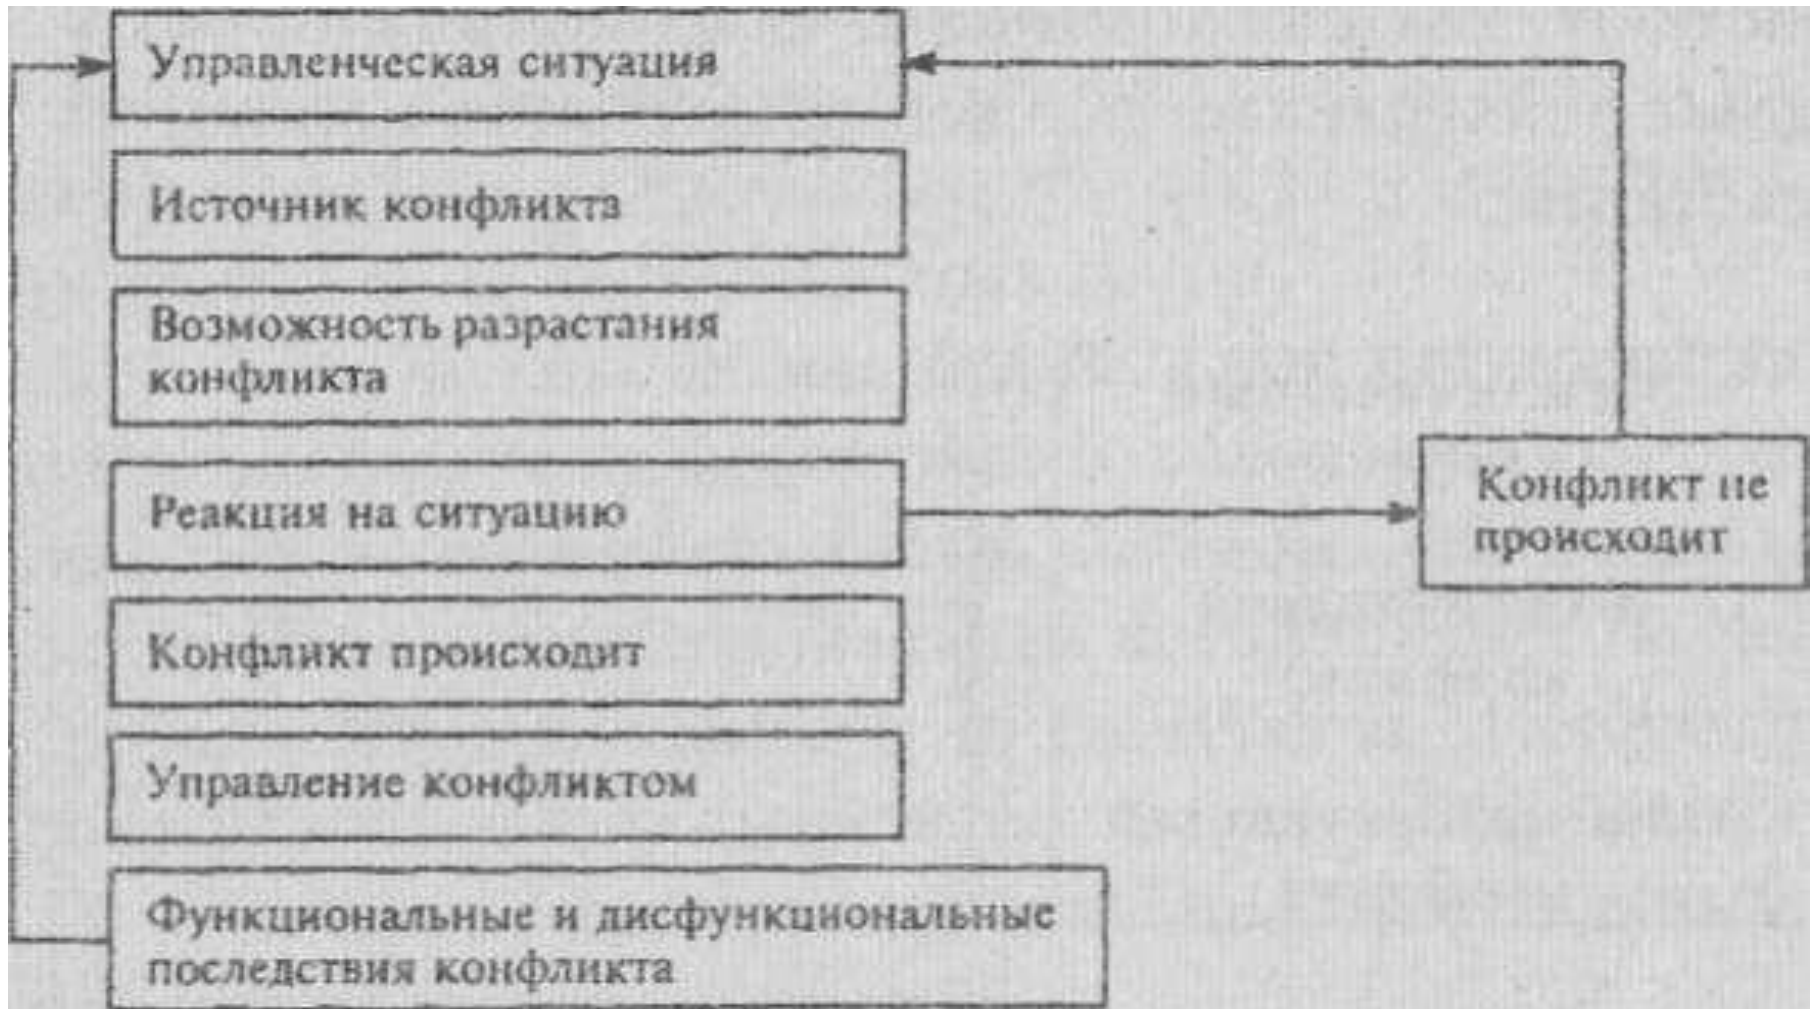 Управленческая ситуация
Источник конфликта
Возможность разрастания
конфликта
Реакция на ситуацию
Конфликт не
происходит
Конфликт происходит
Управление конфликтом
Функциональные и дисфункциональные
последствия конфликта